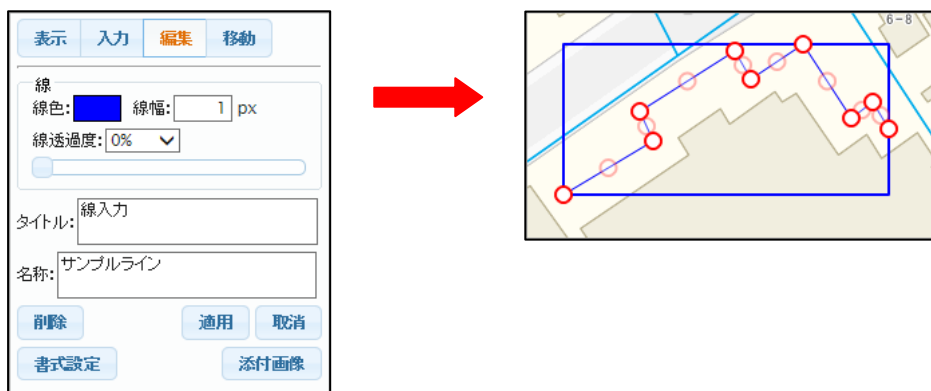 表示 入力 編集 移動
線
線色: 線幅: 1 px
線透過度: 0%
タイトル: 線入力
名称: サンプルライン
削除 適用 取消
書式設定 添付画像
6-8